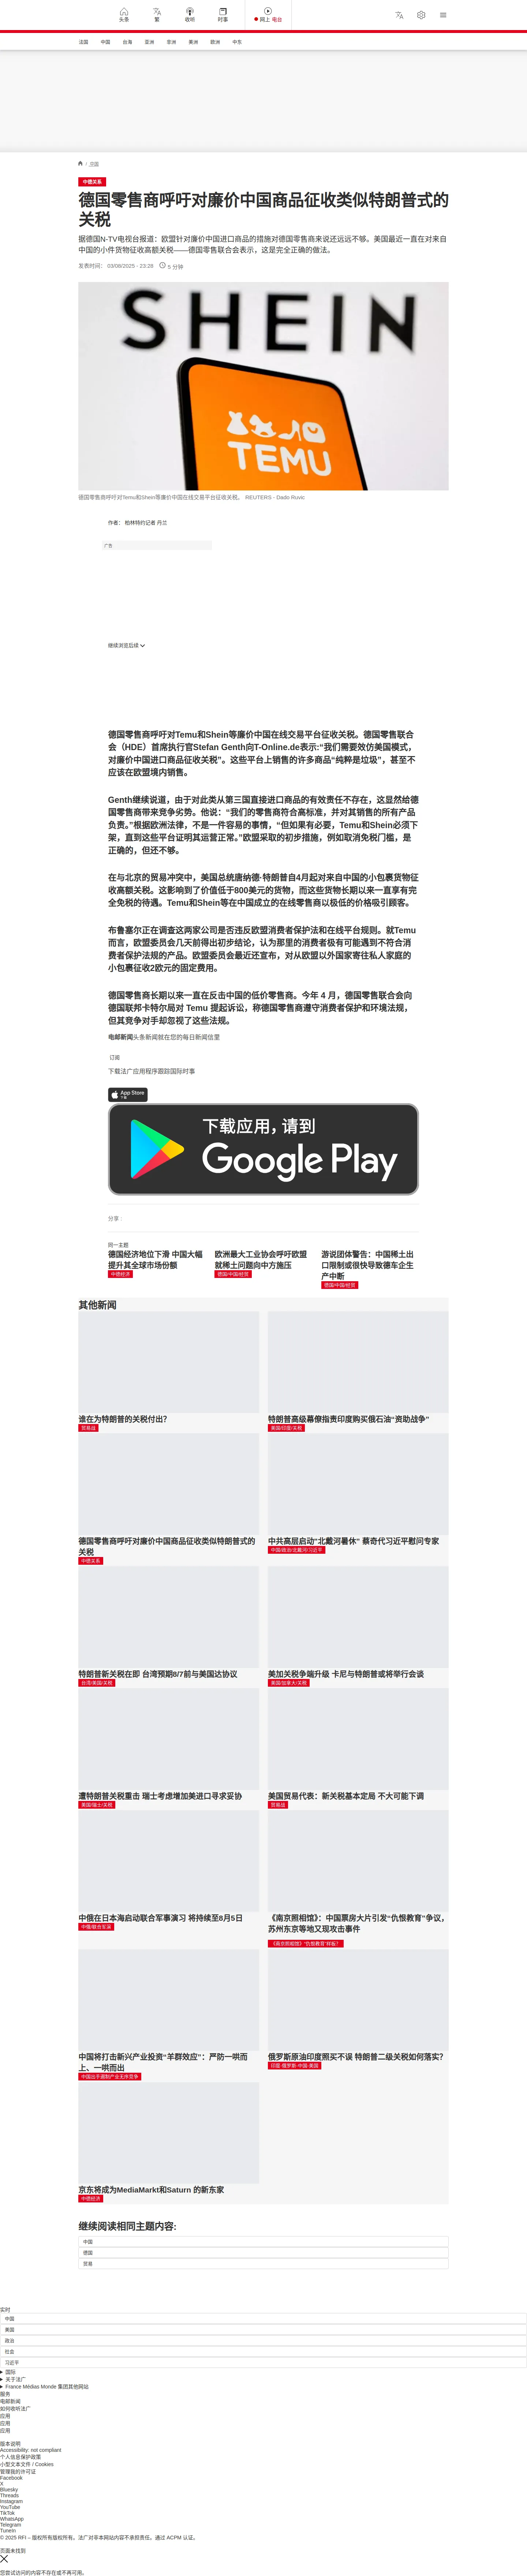 头条
繁
收听
时事
网上 电台
法国
中国
台海
亚洲
非洲
美洲
欧洲
中东
/ 中国
中德关系
德国零售商呼吁对廉价中国商品征收类似特朗普式的
关税
据德国N-TV电视台报道：欧盟针对廉价中国进口商品的措施对德国零售商来说还远远不够。美国最近一直在对来自
中国的小件货物征收高额关税——德国零售联合会表示，这是完全正确的做法。
发表时间： 03/08/2025 - 23:28 5 分钟
SHEIN
TEMU
德国零售商呼吁对Temu和Shein等廉价中国在线交易平台征收关税。 REUTERS - Dado Ruvic
作者： 柏林特约记者 丹兰
广告
继续浏览后续
德国零售商呼吁对Temu和Shein等廉价中国在线交易平台征收关税。德国零售联合
会（HDE）首席执行官Stefan Genth向T-Online.de表示:“我们需要效仿美国模式，
对廉价中国进口商品征收关税”。这些平台上销售的许多商品“纯粹是垃圾”，甚至不
应该在欧盟境内销售。
Genth继续说道，由于对此类从第三国直接进口商品的有效责任不存在，这显然给德
国零售商带来竞争劣势。他说：“我们的零售商符合高标准，并对其销售的所有产品
负责。”根据欧洲法律，不是一件容易的事情，“但如果有必要，Temu和Shein必须下
架，直到这些平台证明其运营正常。”欧盟采取的初步措施，例如取消免税门槛，是
正确的，但还不够。
在与北京的贸易冲突中，美国总统唐纳德·特朗普自4月起对来自中国的小包裹货物征
收高额关税。这影响到了价值低于800美元的货物，而这些货物长期以来一直享有完
全免税的待遇。Temu和Shein等在中国成立的在线零售商以极低的价格吸引顾客。
布鲁塞尔正在调查这两家公司是否违反欧盟消费者保护法和在线平台规则。就Temu
而言，欧盟委员会几天前得出初步结论，认为那里的消费者极有可能遇到不符合消
费者保护法规的产品。欧盟委员会最近还宣布，对从欧盟以外国家寄往私人家庭的
小包裹征收2欧元的固定费用。
德国零售商长期以来一直在反击中国的低价零售商。今年 4 月，德国零售联合会向
德国联邦卡特尔局对 Temu 提起诉讼，称德国零售商遵守消费者保护和环境法规，
但其竞争对手却忽视了这些法规。
电邮新闻头条新闻就在您的每日新闻信里
订阅
下载法广应用程序跟踪国际时事
App Store
下载应用，请到
Google Play
分享 :
同一主题
德国经济地位下滑 中国大幅
提升其全球市场份额
中德经济
欧洲最大工业协会呼吁欧盟
就稀土问题向中方施压
德国/中国/经贸
游说团体警告：中国稀土出
口限制或很快导致德车企生
产中断
德国/中国/经贸
其他新闻
谁在为特朗普的关税付出?
贸易战
特朗普高级幕僚指责印度购买俄石油“资助战争”
美国/印度/关税
德国零售商呼吁对廉价中国商品征收类似特朗普式的
关税
中德关系
中共高层启动“北戴河暑休” 蔡奇代习近平慰问专家
中国/政治/北戴河/习近平
特朗普新关税在即 台湾预期8/7前与美国达协议
台湾/美国/关税
美加关税争端升级 卡尼与特朗普或将举行会谈
美国/加拿大/关税
遭特朗普关税重击 瑞士考虑增加美进口寻求妥协
美国/瑞士/关税
美国贸易代表：新关税基本定局 不大可能下调
贸易战
中俄在日本海启动联合军事演习 将持续至8月5日
中俄/联合军演
《南京照相馆》：中国票房大片引发“仇恨教育”争议，
苏州东京等地又现攻击事件
《南京照相馆》“仇恨教育”样板?
中国将打击新兴产业投资“羊群效应”：严防一哄而
上、一哄而出
中国出手遏制产业无序竞争
俄罗斯原油印度照买不误 特朗普二级关税如何落实?
印度-俄罗斯-中国-美国
京东将成为MediaMarkt和Saturn 的新东家
中德经济
继续阅读相同主题内容:
中国
德国
贸易
实时
中国
美国
政治
社会
习近平
国际
关于法广
France Médias Monde 集团其他网站
服务
电邮新闻
如何收听法广
应用
应用
应用
版本说明
Accessibility: not compliant
个人信息保护政策
小型文本文件 / Cookies
管理我的许可证
Facebook
X
Bluesky
Threads
Instagram
YouTube
TikTok
WhatsApp
Telegram
TuneIn
© 2025 RFI – 版权所有版权所有。法广对非本网站内容不承担责任。通过 ACPM 认证。
页面未找到
您尝试访问的内容不存在或不再可用。